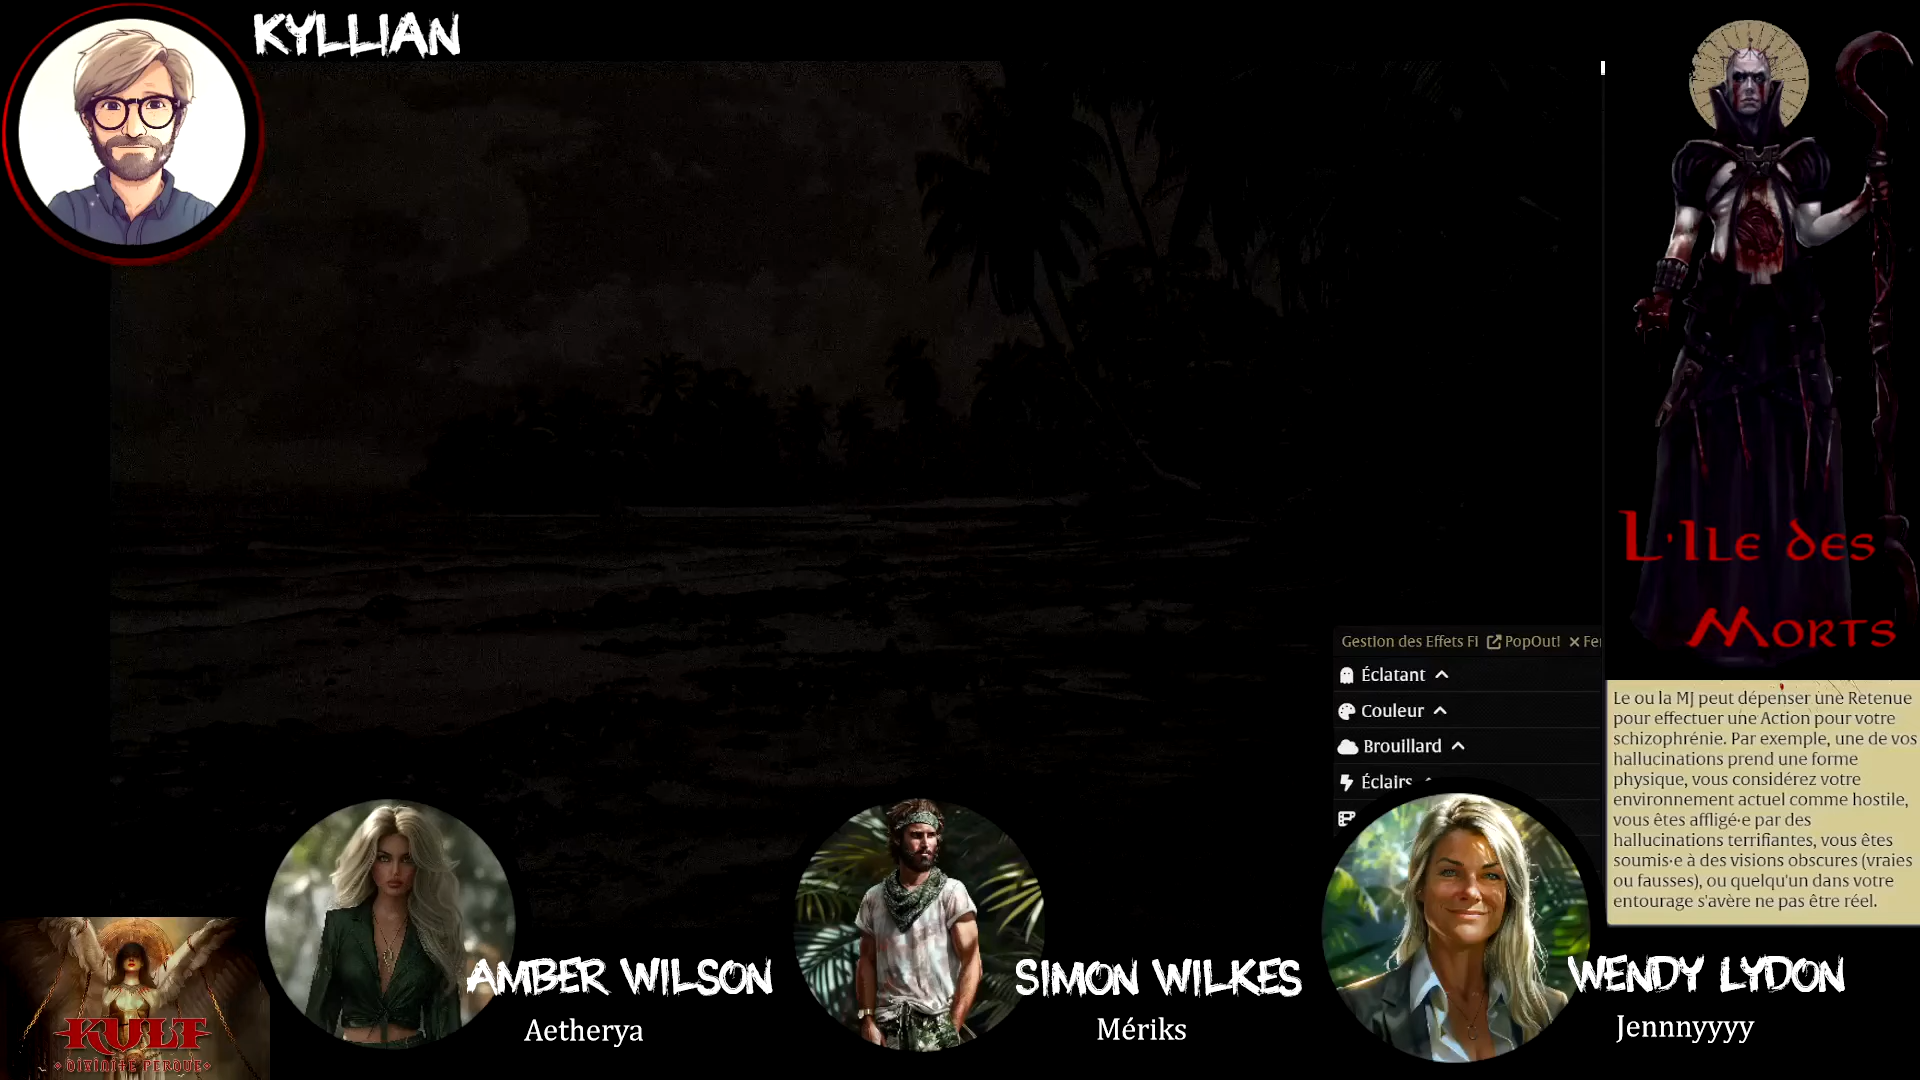 KYLLIAN
L'Ile des
Morts
Gestion des Effets FI PopOut! Fer
Éclatant
Couleur
Brouillard
Éclairs
Le ou la MJ peut dépenser une Retenue
pour effectuer une Action pour votre
schizophrénie. Par exemple, une de vos
hallucinations prend une forme
physique, vous considérez votre
environnement actuel comme hostile,
vous êtes affligé·e par des
hallucinations terrifiantes, vous êtes
soumis·e à des visions obscures (vraies
ou fausses), ou quelqu'un dans votre
entourage s'avère ne pas être réel.
AMBER WILSON
Aetherya
SIMON WILKES
Mériks
WENDY LYDON
Jennnyyyy
KULT
DIVINITÉ PERDUE